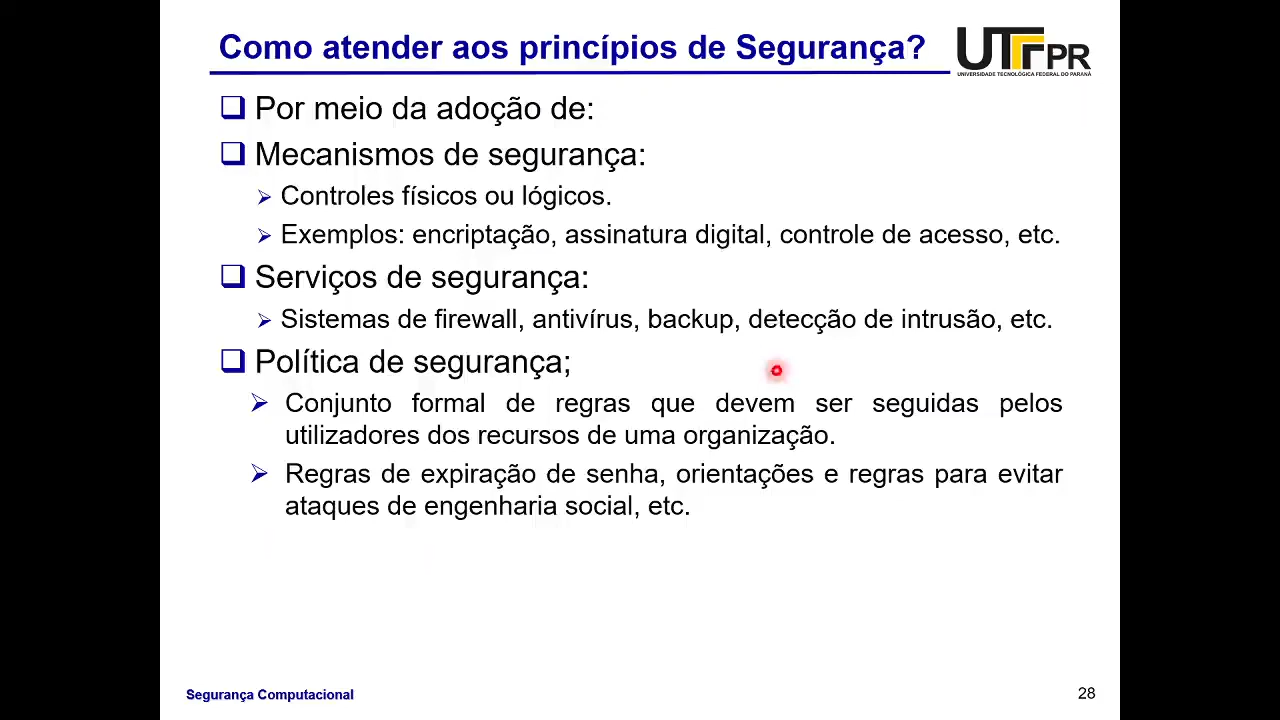 Como atender aos princípios de Segurança?
UTFPR
UNIVERSIDADE TECNOLÓGICA FEDERAL DO PARANÁ
Por meio da adoção de:
Mecanismos de segurança:
Controles físicos ou lógicos.
Exemplos: encriptação, assinatura digital, controle de acesso, etc.
Serviços de segurança:
Sistemas de firewall, antivírus, backup, detecção de intrusão, etc.
Política de segurança;
Conjunto formal de regras que devem ser seguidas pelos
utilizadores dos recursos de uma organização.
Regras de expiração de senha, orientações e regras para evitar
ataques de engenharia social, etc.
Segurança Computacional
28